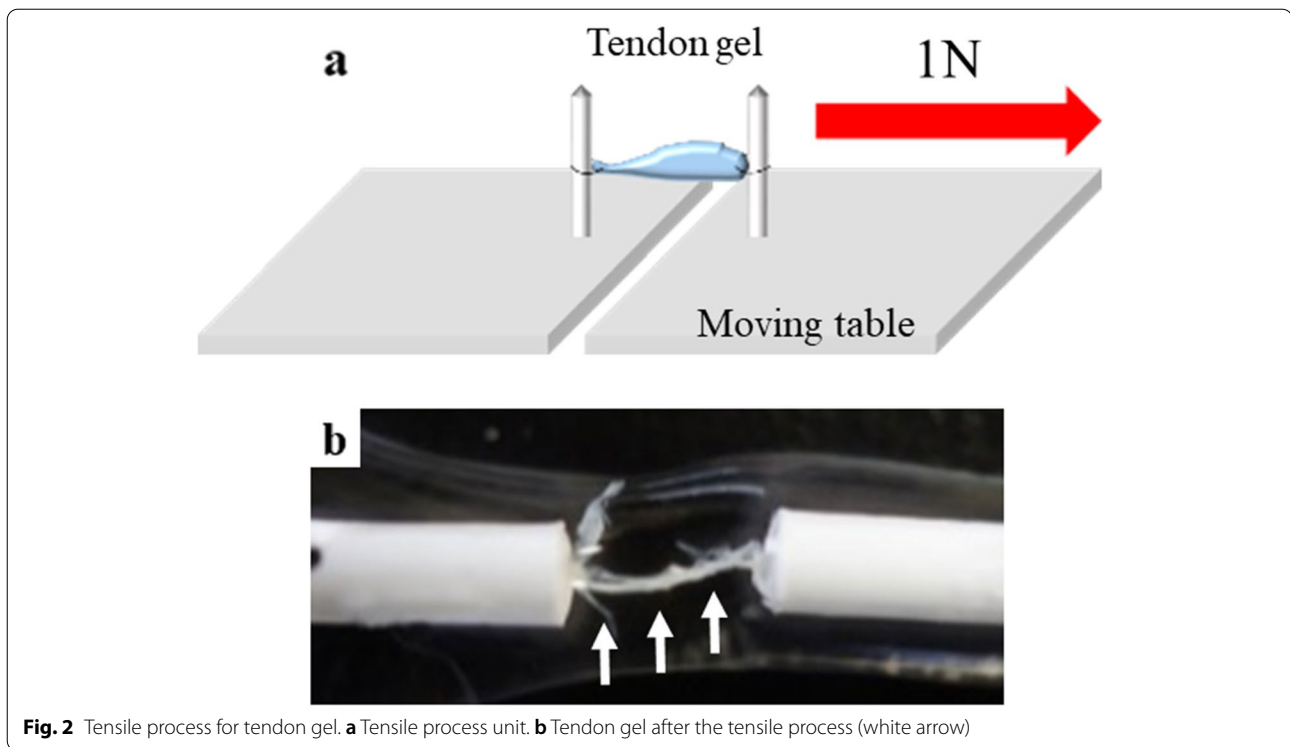 a
Tendon gel
1N
Moving table
b
Fig. 2 Tensile process for tendon gel. a Tensile process unit. b Tendon gel after the tensile process (white arrow)